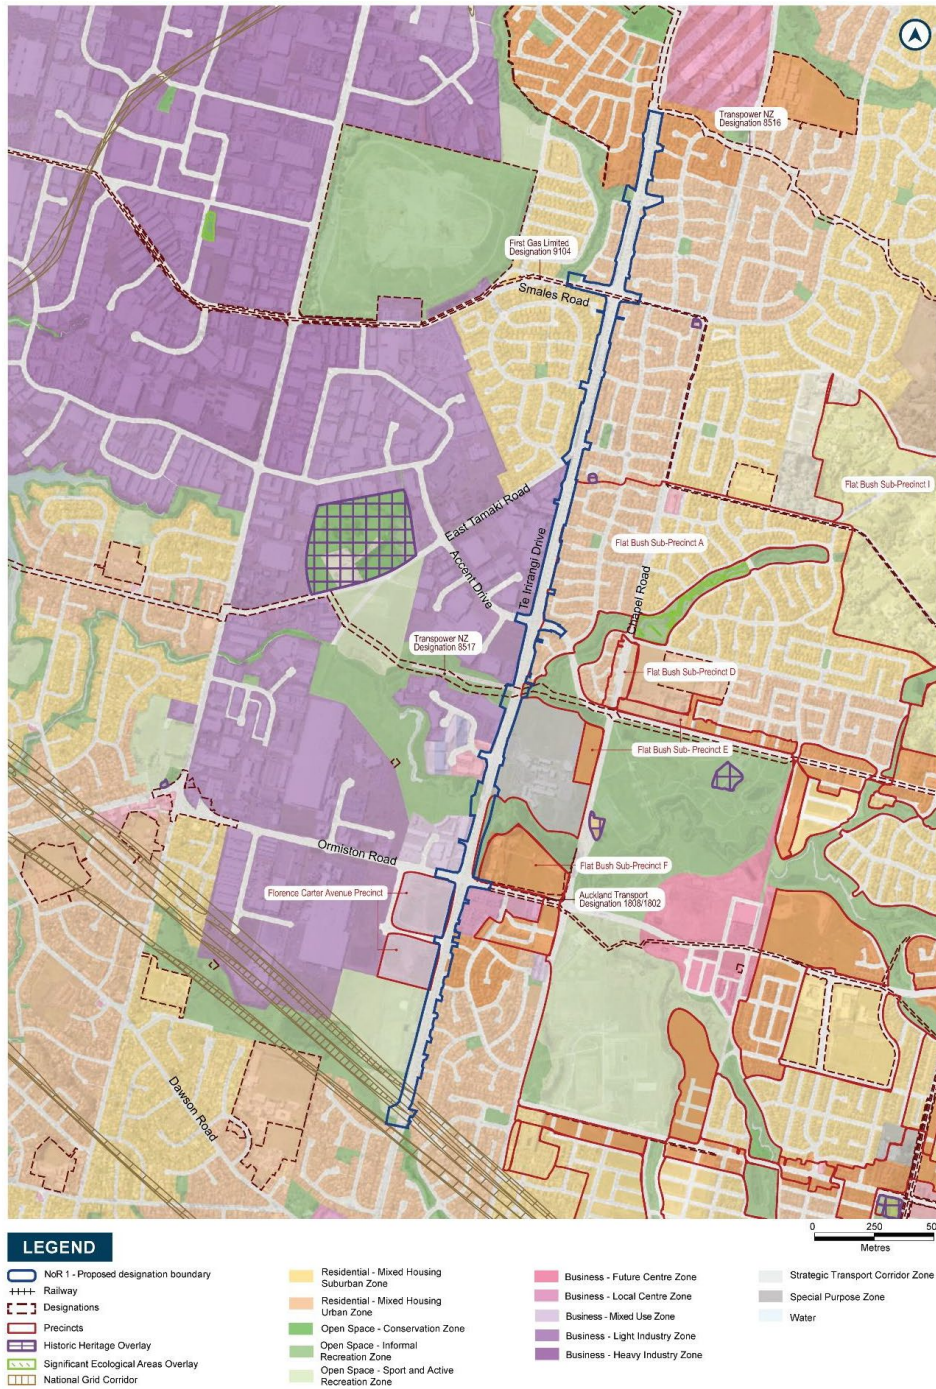 Transpower NZ
Designation 8516
First Gas Limited
Designation 9104
Smales Road
Flat Bush Sub-Precinct I
East Tamaki Road
Te Irirangi Drive
Flat Bush Sub-Precinct A
Accent Drive
Chapel Road
Transpower NZ
Designation 8517
Flat Bush Sub-Precinct D
Flat Bush Sub- Precinct E
Ormiston Road
Flat Bush Sub-Precinct F
Florence Carter Avenue Precinct
Auckland Transport
Designation 1808/1802
Dawson Road
0 250 50
Metres
LEGEND
NoR 1 - Proposed designation boundary
Railway
Designations
Precincts
Historic Heritage Overlay
Significant Ecological Areas Overlay
National Grid Corridor
Residential - Mixed Housing
Suburban Zone
Residential - Mixed Housing
Urban Zone
Open Space - Conservation Zone
Open Space - Informal
Recreation Zone
Open Space - Sport and Active
Recreation Zone
Business - Future Centre Zone
Business - Local Centre Zone
Business - Mixed Use Zone
Business - Light Industry Zone
Business - Heavy Industry Zone
Strategic Transport Corridor Zone
Special Purpose Zone
Water